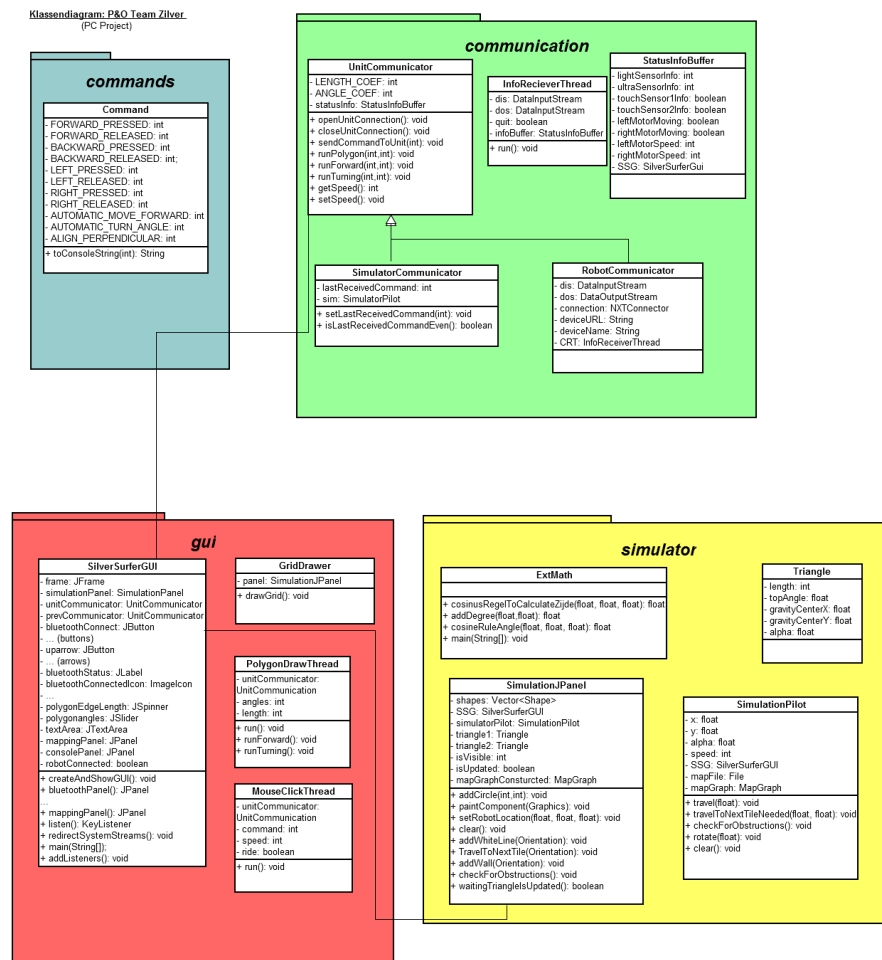 Klassendiagram: P&O Team Zilver
(PC Project)
commands
Command
- FORWARD_PRESSED: int
- FORWARD_RELEASED: int
- BACKWARD_PRESSED: int
- BACKWARD_RELEASED: int;
- LEFT_PRESSED: int
- LEFT_RELEASED: int
- RIGHT_PRESSED: int
- RIGHT_RELEASED: int
- AUTOMATIC_MOVE_FORWARD: int
- AUTOMATIC_TURN_ANGLE: int
- ALIGN_PERPENDICULAR: int
+ toConsoleString(int): String
communication
UnitCommunicator
- LENGTH_COEF: int
- ANGLE_COEF: int
- statusInfo: StatusInfoBuffer
+ openUnitConnection(): void
+ closeUnitConnection(): void
+ sendCommandToUnit(int): void
+ runPolygon(int,int): void
+ runForward(int,int): void
+ runTurning(int,int): void
+ getSpeed(): int
+ setSpeed(): void
InfoRecieverThread
- dis: DataInputStream
- dos: DataInputStream
- quit: boolean
- infoBuffer: StatusInfoBuffer
+ run(): void
StatusInfoBuffer
- lightSensorInfo: int
- ultraSensorInfo: int
- touchSensor1Info: boolean
- touchSensor2Info: boolean
- leftMotorMoving: boolean
- rightMotorMoving: boolean
- leftMotorSpeed: int
- rightMotorSpeed: int
- SSG: SilverSurferGui
SimulatorCommunicator
- lastReceivedCommand: int
- sim: SimulatorPilot
+ setLastReceivedCommand(int): void
+ isLastReceivedCommandEven(): boolean
RobotCommunicator
- dis: DataInputStream
- dos: DataOutputStream
- connection: NXTConnector
- deviceURL: String
- deviceName: String
- CRT: InfoReceiverThread
gui
SilverSurferGUI
- frame: JFrame
- simulationPanel: SimulationPanel
- unitCommunicator: UnitCommunicator
- prevCommunicator: UnitCommunicator
- bluetoothConnect: JButton
- ... (buttons)
- uparrow: JButton
- ... (arrows)
- bluetoothStatus: JLabel
- bluetoothConnectedIcon: ImageIcon
- ...
- polygonEdgeLength: JSpinner
- polygonangles: JSlider
- textArea: JTextArea
- mappingPanel: JPanel
- consolePanel: JPanel
- robotConnected: boolean
+ createAndShowGUI(): void
+ bluetoothPanel(): JPanel
...
+ mappingPanel(): JPanel
+ listen(): KeyListener
+ redirectSystemStreams(): void
+ main(String[]);
+ addListeners(): void
GridDrawer
- panel: SimulationJPanel
+ drawGrid(): void
PolygonDrawThread
- unitCommunicator:
UnitCommunication
- angles: int
- length: int
+ run(): void
+ runForward(): void
+ runTurning(): void
MouseClickThread
- unitCommunicator:
UnitCommunication
- command: int
- speed: int
- ride: boolean
+ run(): void
simulator
ExtMath
+ cosinusRegelToCalculateZijde(float, float, float): float
+ addDegree(float,float): float
+ cosineRuleAngle(float, float, float): float
+ main(String[]): void
Triangle
- length: int
- topAngle: float
- gravityCenterX: float
- gravityCenterY: float
- alpha: float
SimulationJPanel
- shapes: Vector<Shape>
- SSG: SilverSurferGUI
- simulatorPilot: SimulationPilot
- triangle1: Triangle
- triangle2: Triangle
- isVisible: int
- isUpdated: boolean
- mapGraphConsturcted: MapGraph
+ addCircle(int,int): void
+ paintComponent(Graphics): void
+ setRobotLocation(float, float, float): void
+ clear(): void
+ addWhiteLine(Orientation): void
+ TravelToNextTile(Orientation): void
+ addWall(Orientation): void
+ checkForObstructions(): void
+ waitingTriangleIsUpdated(): boolean
SimulationPilot
- x: float
- y: float
- alpha: float
- speed: int
- SSG: SilverSurferGUI
- mapFile: File
- mapGraph: MapGraph
+ travel(float): void
+ travelToNextTileNeeded(float, float): void
+ checkForObstructions(): void
+ rotate(float): void
+ clear(): void